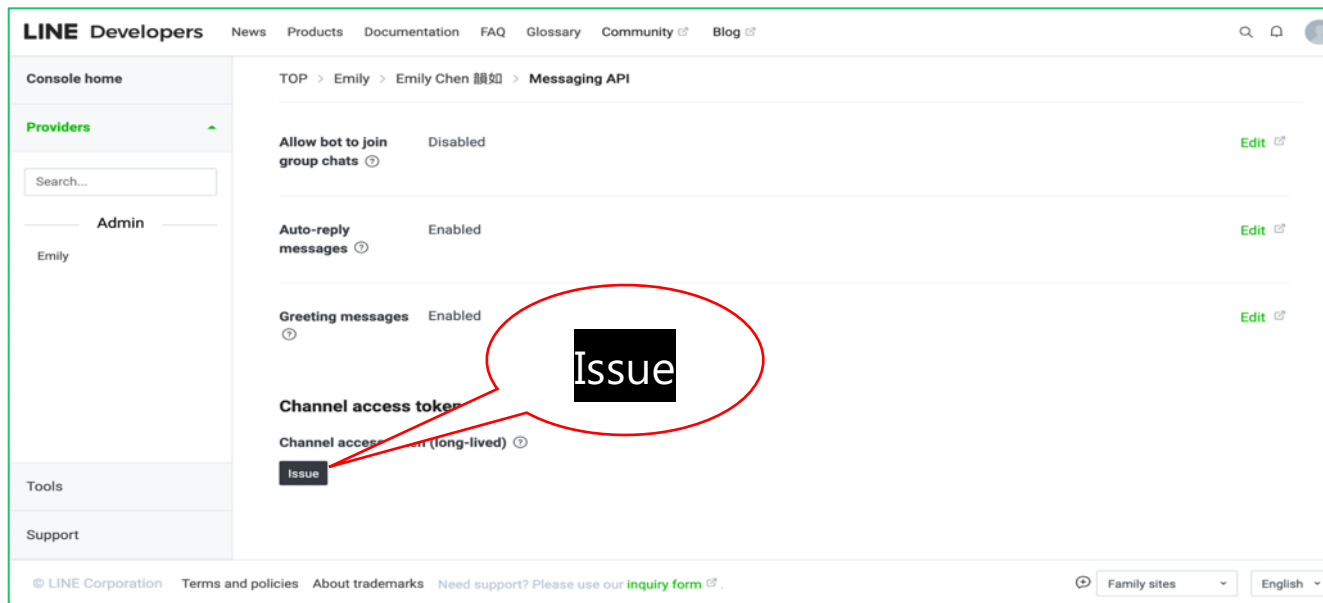 LINE Developers News Products Documentation FAQ Glossary Community Blog
Console home
TOP > Emily > Emily Chen 韻如 > Messaging API
Providers
Allow bot to join group chats
Disabled
Edit
Search...
Admin
Emily
Auto-reply messages
Enabled
Edit
Greeting messages
Enabled
Edit
Issue
Channel access token
Channel access token (long-lived)
Issue
Tools
Support
© LINE Corporation Terms and policies About trademarks Need support? Please use our inquiry form .
Family sites
English